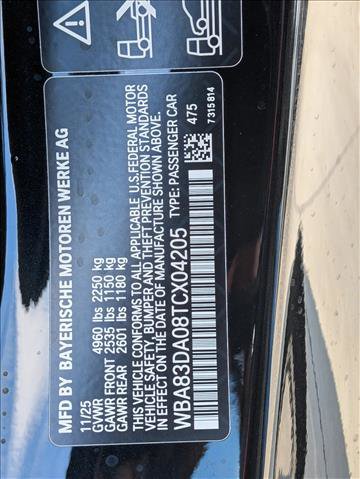 MFD BY BAYERISCHE MOTOREN WERKE AG
11/25
GVWR 4960 lbs 2250 kg
GAWR FRONT 2535 lbs 1150 kg
GAWR REAR 2601 lbs 1180 kg
THIS VEHICLE CONFORMS TO ALL APPLICABLE U.S.FEDERAL MOTOR
VEHICLE SAFETY, BUMPER AND THEFT PREVENTION STANDARDS
IN EFFECT ON THE DATE OF MANUFACTURE SHOWN ABOVE.
WBA83DA08TCX04205 TYPE: PASSENGER CAR
475
7315814